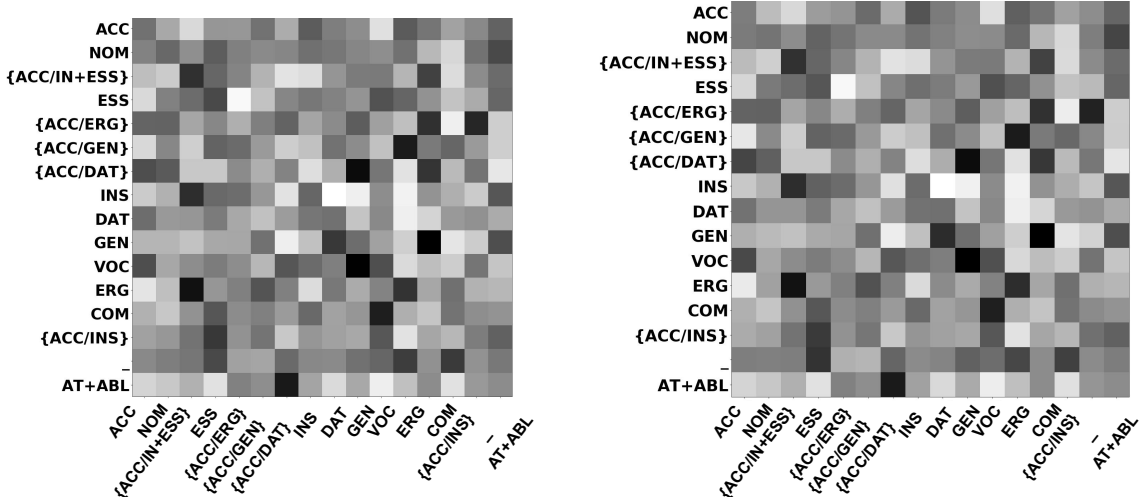 ACC
NOM
{ACC/IN+ESS}
ESS
{ACC/ERG}
{ACC/GEN}
{ACC/DAT}
INS
DAT
GEN
VOC
ERG
COM
{ACC/INS}
_
AT+ABL
ACC
NOM
{ACC/IN+ESS}
ESS
{ACC/ERG}
{ACC/GEN}
{ACC/DAT}
INS
DAT
GEN
VOC
ERG
COM
{ACC/INS}
_
AT+ABL
ACC
NOM
{ACC/IN+ESS}
ESS
{ACC/ERG}
{ACC/GEN}
{ACC/DAT}
INS
DAT
GEN
VOC
ERG
COM
{ACC/INS}
_
AT+ABL
ACC
NOM
{ACC/IN+ESS}
ESS
{ACC/ERG}
{ACC/GEN}
{ACC/DAT}
INS
DAT
GEN
VOC
ERG
COM
{ACC/INS}
_
AT+ABL